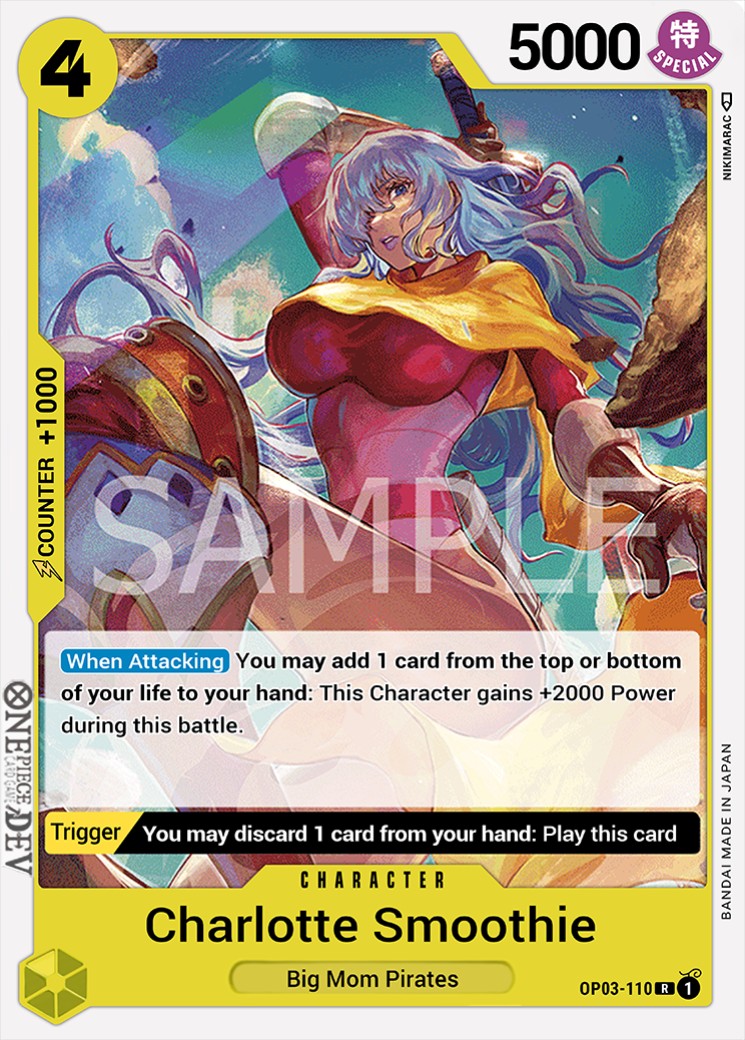 4
5000
特
SPECIAL
NIKIMARAC
COUNTER +1000
SAMPLE
When Attacking You may add 1 card from the top or bottom
of your life to your hand: This Character gains +2000 Power
during this battle.
Trigger You may discard 1 card from your hand: Play this card
ONE PIECE
CARD GAME
/DEV
BANDAI MADE IN JAPAN
CHARACTER
Charlotte Smoothie
Big Mom Pirates
OP03-110 R 1